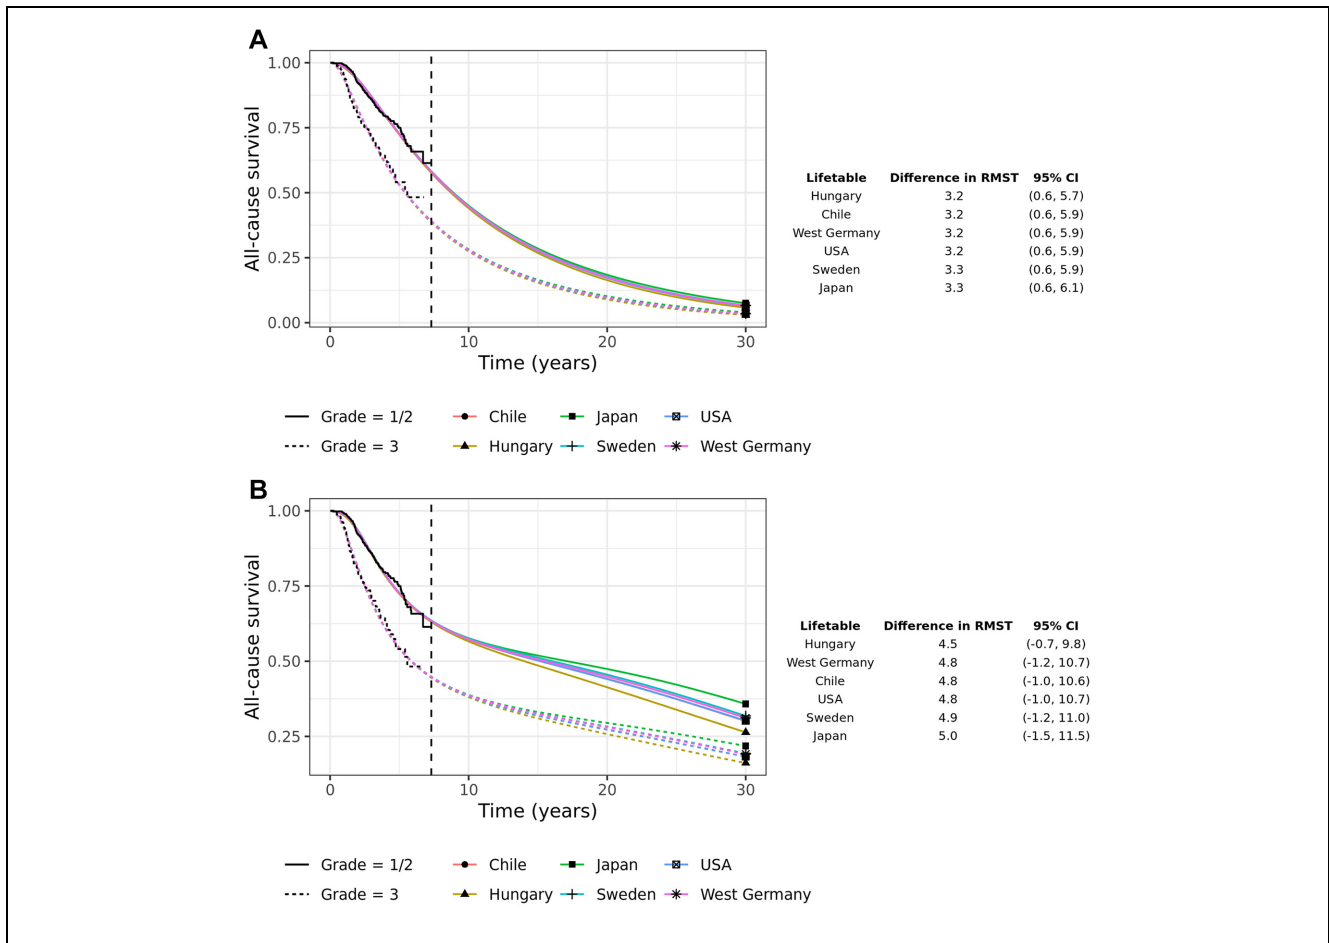 A
All-cause survival
1.00
0.75
0.50
0.25
0.00
0 10 20 30
Time (years)
Lifetable Difference in RMST 95% CI
Hungary 3.2 (0.6, 5.7)
Chile 3.2 (0.6, 5.9)
West Germany 3.2 (0.6, 5.9)
USA 3.2 (0.6, 5.9)
Sweden 3.3 (0.6, 5.9)
Japan 3.3 (0.6, 6.1)
Grade = 1/2 Chile Japan USA
Grade = 3 Hungary Sweden West Germany
B
All-cause survival
1.00
0.75
0.50
0.25
0 10 20 30
Time (years)
Lifetable Difference in RMST 95% CI
Hungary 4.5 (-0.7, 9.8)
West Germany 4.8 (-1.2, 10.7)
Chile 4.8 (-1.0, 10.6)
USA 4.8 (-1.0, 10.7)
Sweden 4.9 (-1.2, 11.0)
Japan 5.0 (-1.5, 11.5)
Grade = 1/2 Chile Japan USA
Grade = 3 Hungary Sweden West Germany